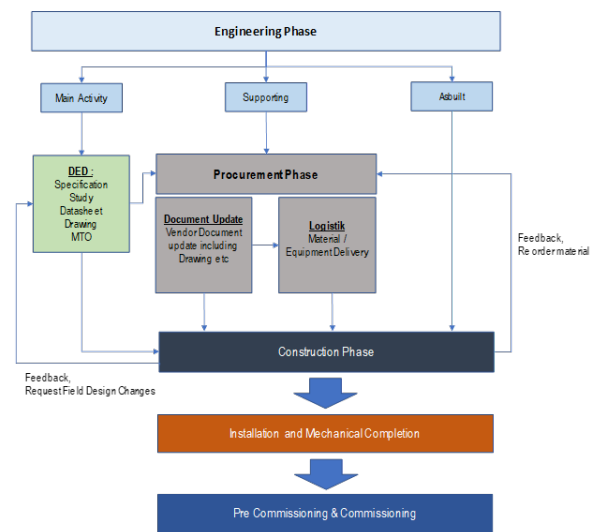 Engineering Phase
Main Activity
Supporting
Asbuilt
DED :
Specification
Study
Datasheet
Drawing
MTO
Procurement Phase
Document Update
Vendor Document
update including
Drawing etc
Logistik
Material /
Equipment Delivery
Feedback,
Re order material
Construction Phase
Feedback,
Request Field Design Changes
Installation and Mechanical Completion
Pre Commissioning & Commissioning